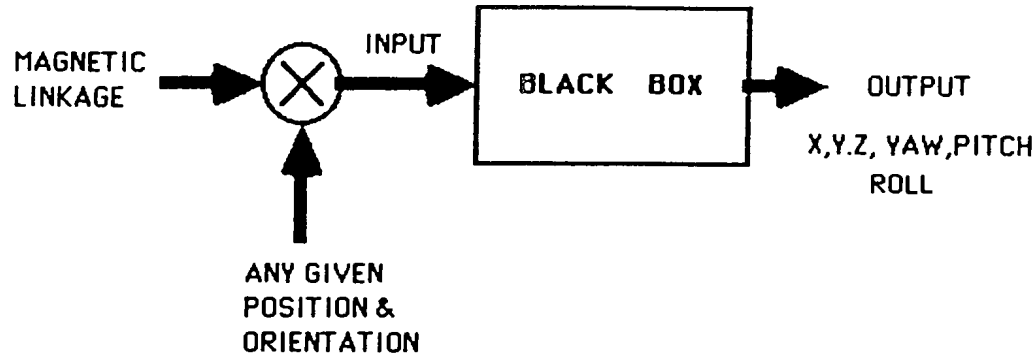 MAGNETIC
LINKAGE
INPUT
BLACK BOX
OUTPUT
X,Y.Z, YAW,PITCH
ROLL
ANY GIVEN
POSITION &
ORIENTATION